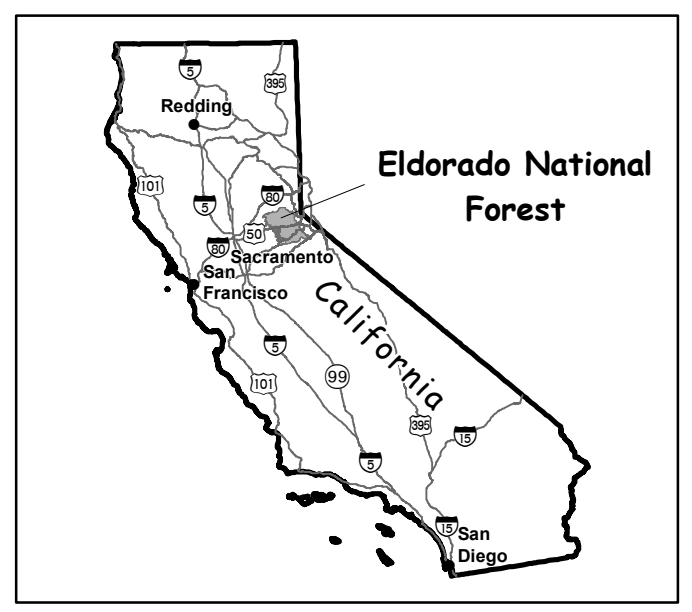 5
395
Redding
Eldorado National
Forest
101
80
5
50
80
Sacramento
San
Francisco
California
5
99
101
395
15
5
15
San
Diego